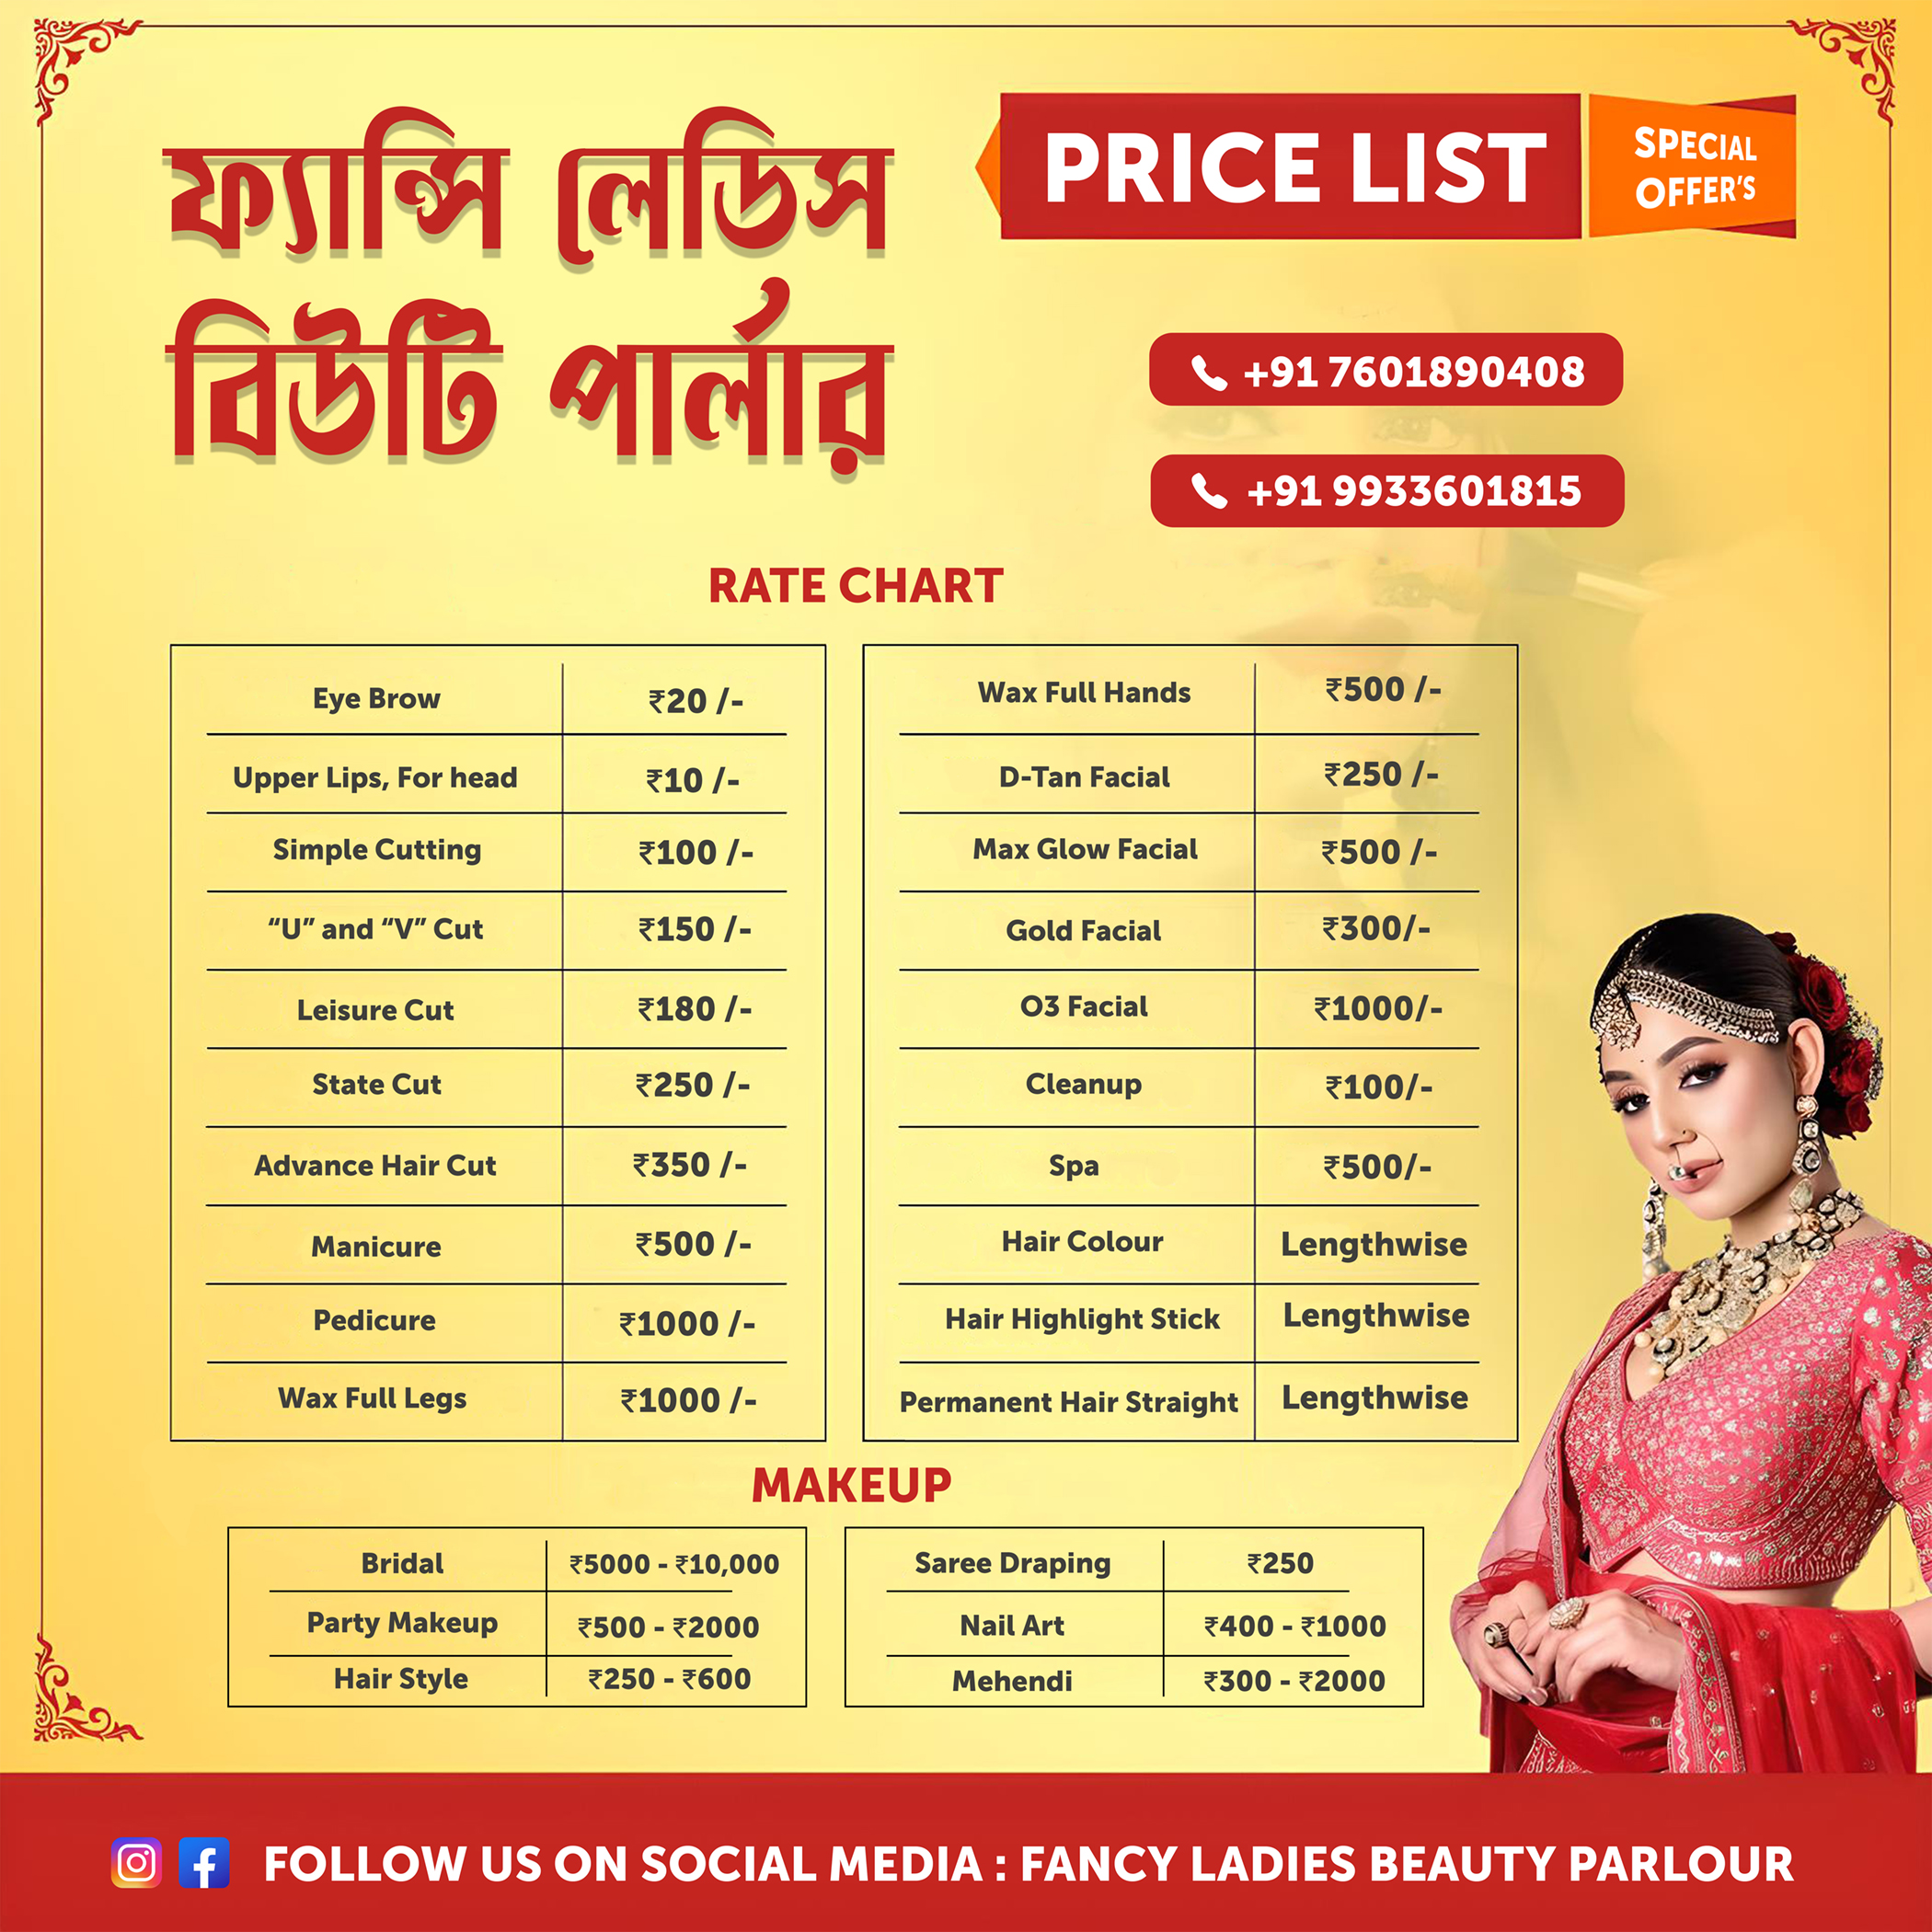 ফ্যান্সি লেডিস
বিউটি পার্লার
PRICE LIST
SPECIAL
OFFER'S
+91 7601890408
+91 9933601815
RATE CHART
Eye Brow ₹20 /-
Upper Lips, For head ₹10 /-
Simple Cutting ₹100 /-
“U” and “V” Cut ₹150 /-
Leisure Cut ₹180 /-
State Cut ₹250 /-
Advance Hair Cut ₹350 /-
Manicure ₹500 /-
Pedicure ₹1000 /-
Wax Full Legs ₹1000 /-
Wax Full Hands ₹500 /-
D-Tan Facial ₹250 /-
Max Glow Facial ₹500 /-
Gold Facial ₹300/-
O3 Facial ₹1000/-
Cleanup ₹100/-
Spa ₹500/-
Hair Colour Lengthwise
Hair Highlight Stick Lengthwise
Permanent Hair Straight Lengthwise
MAKEUP
Bridal ₹5000 - ₹10,000
Party Makeup ₹500 - ₹2000
Hair Style ₹250 - ₹600
Saree Draping ₹250
Nail Art ₹400 - ₹1000
Mehendi ₹300 - ₹2000
FOLLOW US ON SOCIAL MEDIA : FANCY LADIES BEAUTY PARLOUR